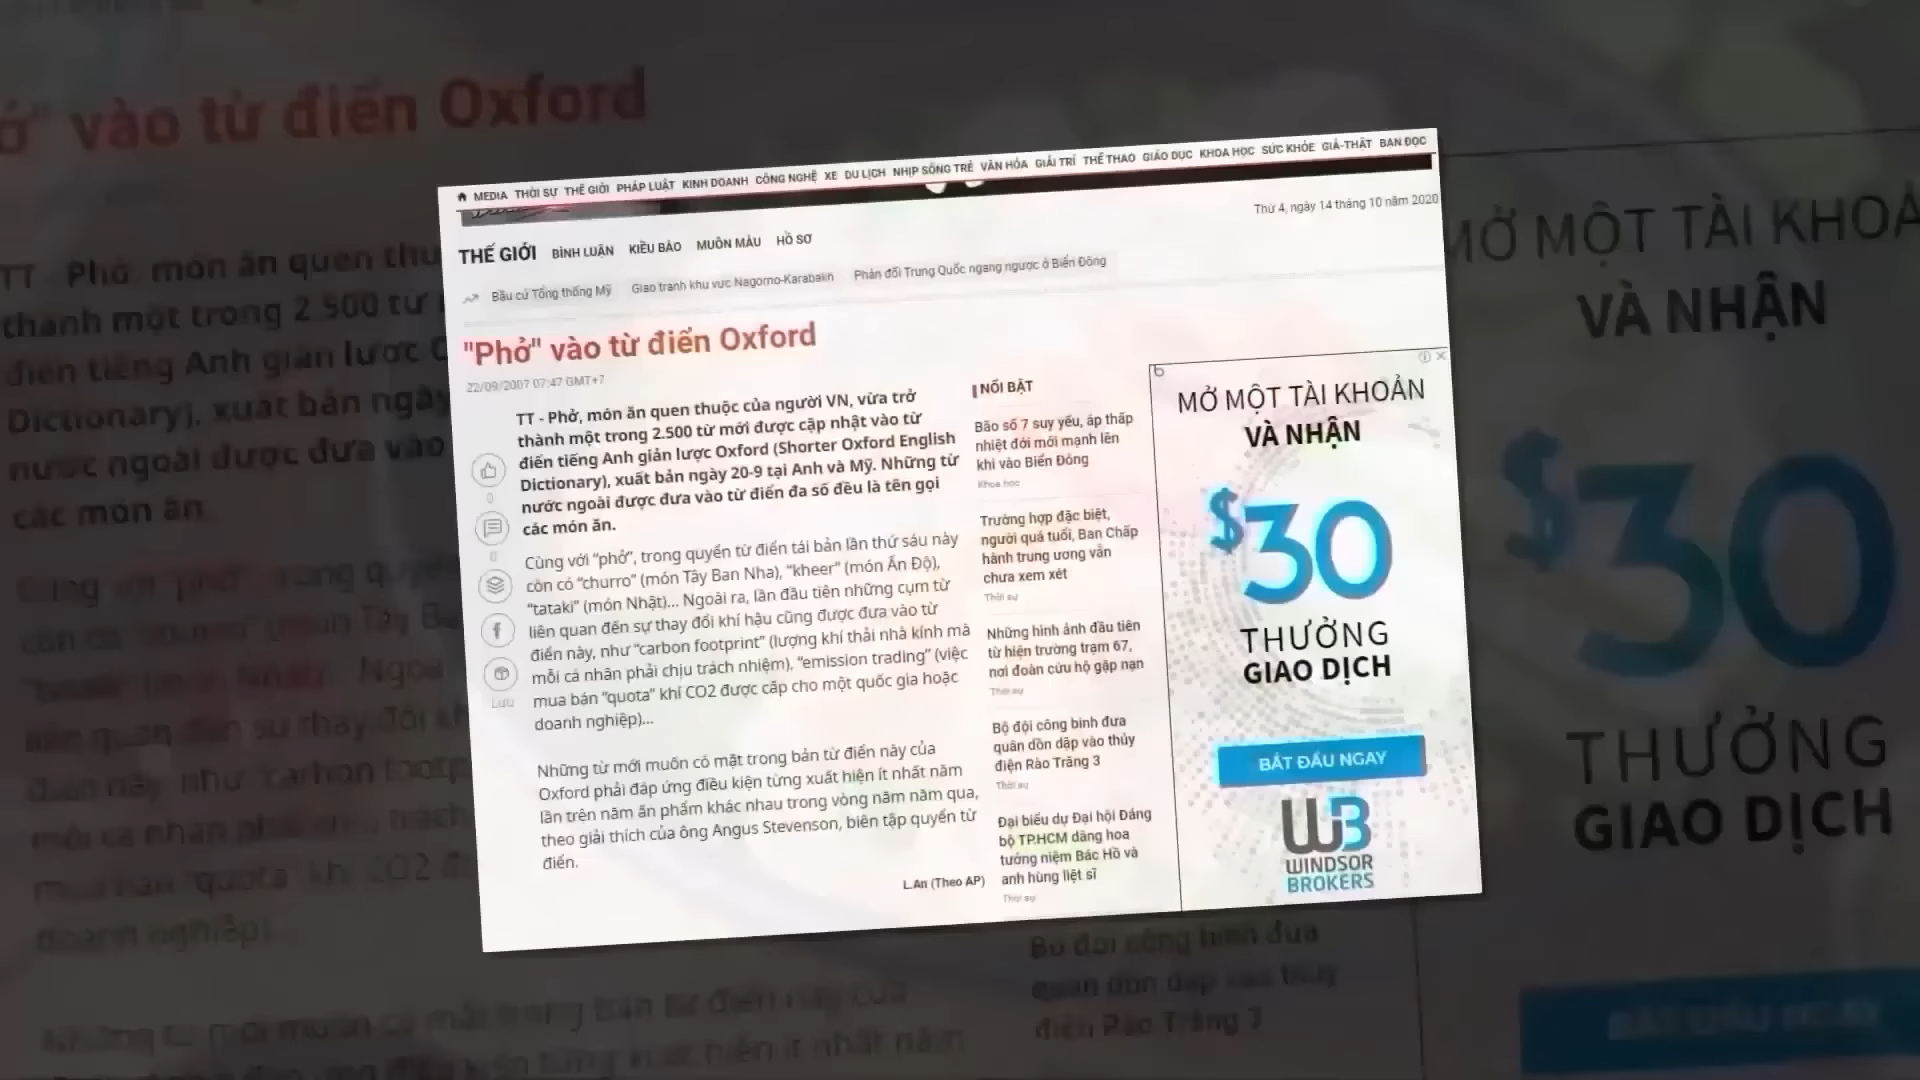 MEDIA THỜI SỰ THẾ GIỚI PHÁP LUẬT KINH DOANH CÔNG NGHỆ XE DU LỊCH NHỊP SỐNG TRẺ VĂN HÓA GIẢI TRÍ THỂ THAO GIÁO DỤC KHOA HỌC SỨC KHỎE GIẢ-THẬT BẠN ĐỌC
Thứ 4, ngày 14 tháng 10 năm 2020
THẾ GIỚI BÌNH LUẬN KIỀU BÀO MUÔN MÀU HỒ SƠ
Bầu cử Tổng thống Mỹ Giao tranh khu vực Nagorno-Karabakh Phản đối Trung Quốc ngang ngược ở Biển Đông
"Phở" vào từ điển Oxford
22/09/2007 07:47 GMT+7
TT - Phở, món ăn quen thuộc của người VN, vừa trở
thành một trong 2.500 từ mới được cập nhật vào từ
điển tiếng Anh giản lược Oxford (Shorter Oxford English
Dictionary), xuất bản ngày 20-9 tại Anh và Mỹ. Những từ
nước ngoài được đưa vào từ điển đa số đều là tên gọi
các món ăn.
0
0
Lưu
Cùng với "phở", trong quyển từ điển tái bản lần thứ sáu này
còn có "churro" (món Tây Ban Nha), "kheer" (món Ấn Độ),
"tataki" (món Nhật)... Ngoài ra, lần đầu tiên những cụm từ
liên quan đến sự thay đổi khí hậu cũng được đưa vào từ
điển này, như "carbon footprint" (lượng khí thải nhà kính mà
mỗi cá nhân phải chịu trách nhiệm), "emission trading" (việc
mua bán "quota" khí CO2 được cấp cho một quốc gia hoặc
doanh nghiệp)...
Những từ mới muốn có mặt trong bản từ điển này của
Oxford phải đáp ứng điều kiện từng xuất hiện ít nhất năm
lần trên năm ấn phẩm khác nhau trong vòng năm năm qua,
theo giải thích của ông Angus Stevenson, biên tập quyển từ
điển.
L.An (Theo AP)
NỔI BẬT
Bão số 7 suy yếu, áp thấp
nhiệt đới mới mạnh lên
khi vào Biển Đông
Khoa học
Trường hợp đặc biệt,
người quá tuổi, Ban Chấp
hành trung ương vẫn
chưa xem xét
Thời sự
Những hình ảnh đầu tiên
từ hiện trường trạm 67,
nơi đoàn cứu hộ gặp nạn
Thời sự
Bộ đội công binh đưa
quân dồn dập vào thủy
điện Rào Trăng 3
Thời sự
Đại biểu dự Đại hội Đảng
bộ TP.HCM dâng hoa
tưởng niệm Bác Hồ và
anh hùng liệt sĩ
Thời sự
MỞ MỘT TÀI KHOẢN
VÀ NHẬN
$30
THƯỞNG
GIAO DỊCH
BẮT ĐẦU NGAY
WB
WINDSOR
BROKERS